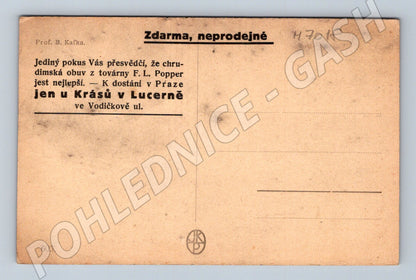 Zdarma, neprodejné
Prof. B. Kafka.
Jediný pokus Vás přesvědčí, že chru-
dimská obuv z továrny F. L. Popper
jest nejlepší. — K dostání v Praze
jen u Krásů v Lucerně
ve Vodičkově ul.
POHLEDNICE - GASH